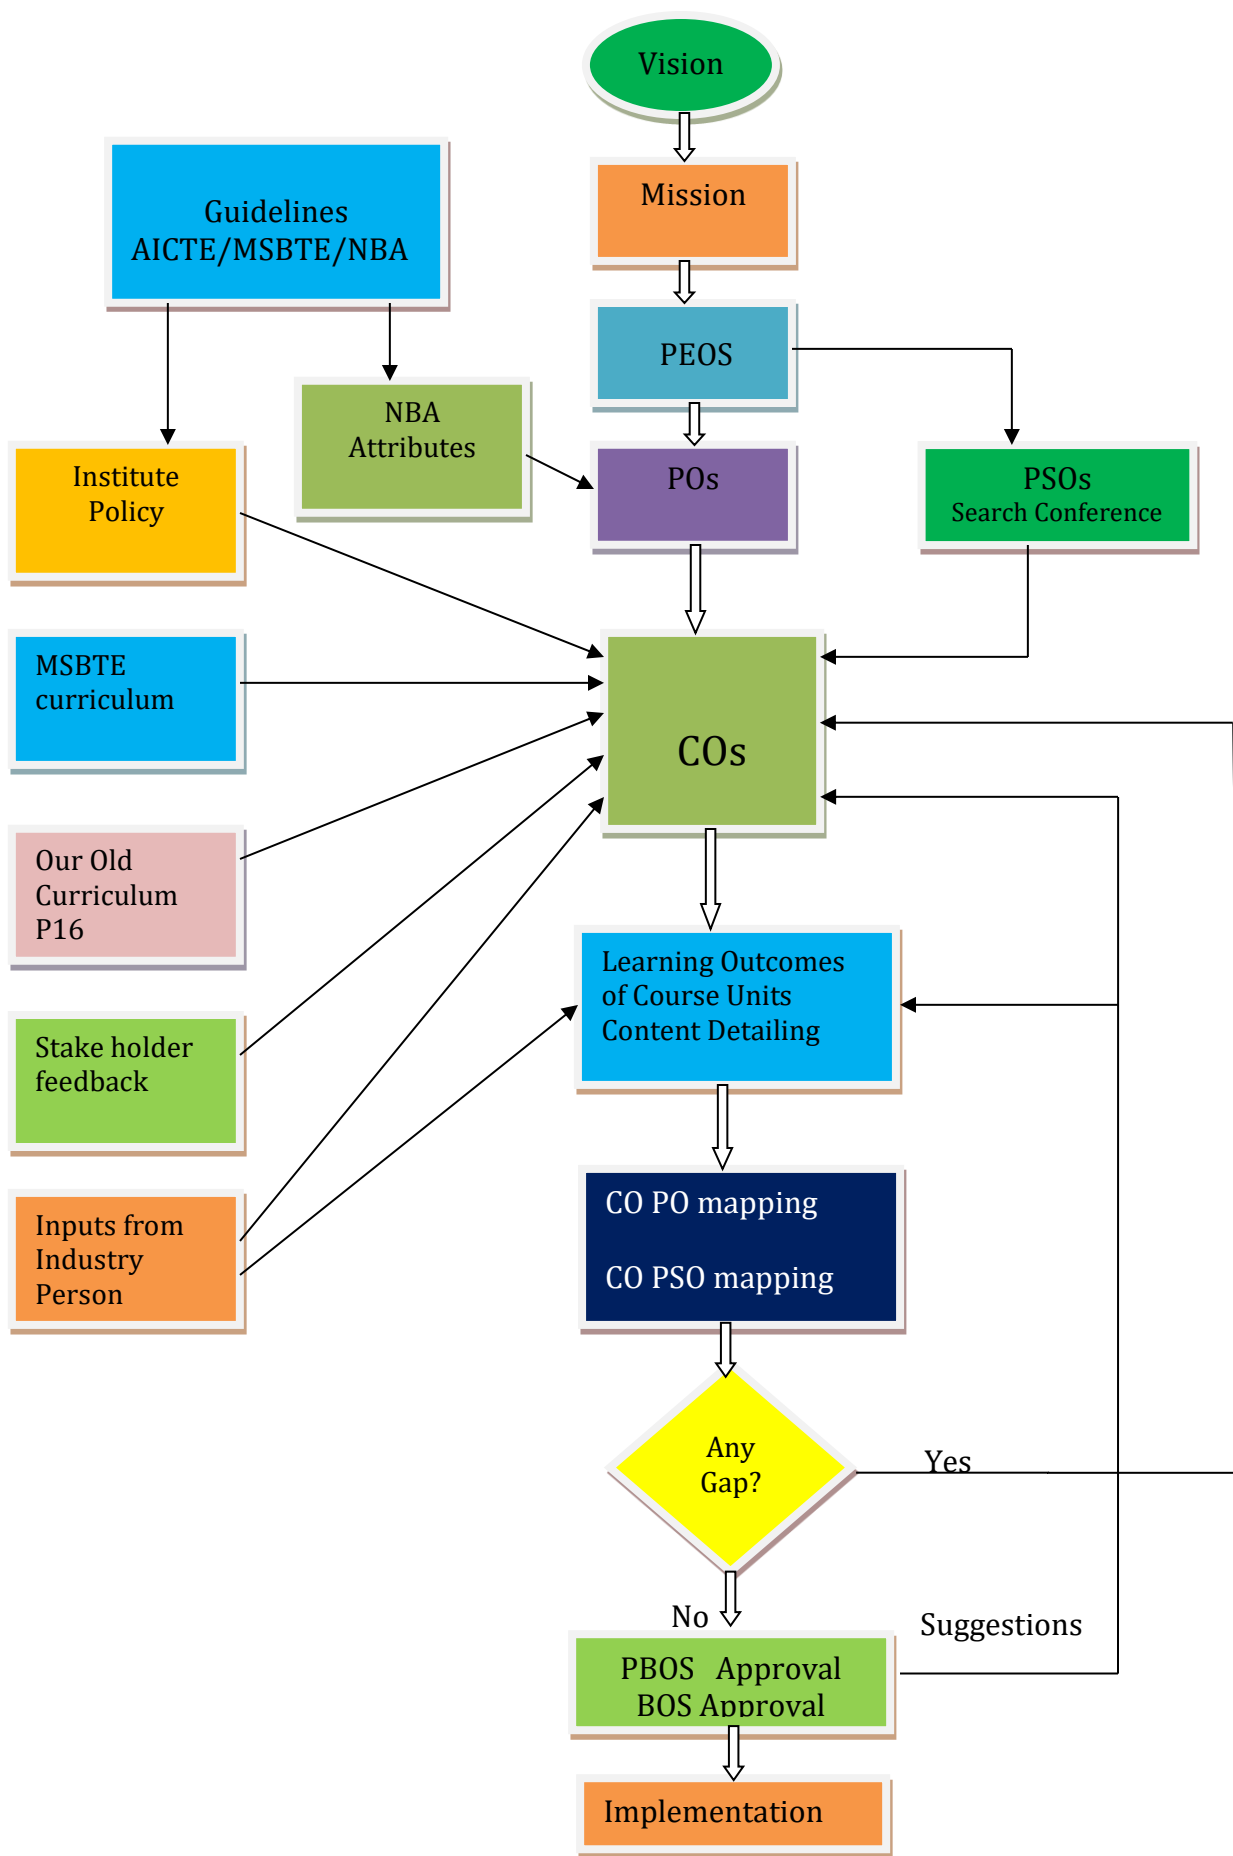 Vision
Mission
Guidelines
AICTE/MSBTE/NBA
PEOS
NBA
Attributes
POs
PSOs
Search Conference
Institute
Policy
MSBTE
curriculum
COs
Our Old
Curriculum
P16
Learning Outcomes
of Course Units
Content Detailing
Stake holder
feedback
CO PO mapping
CO PSO mapping
Inputs from
Industry
Person
Any
Gap?
Yes
No
Suggestions
PBOS Approval
BOS Approval
Implementation